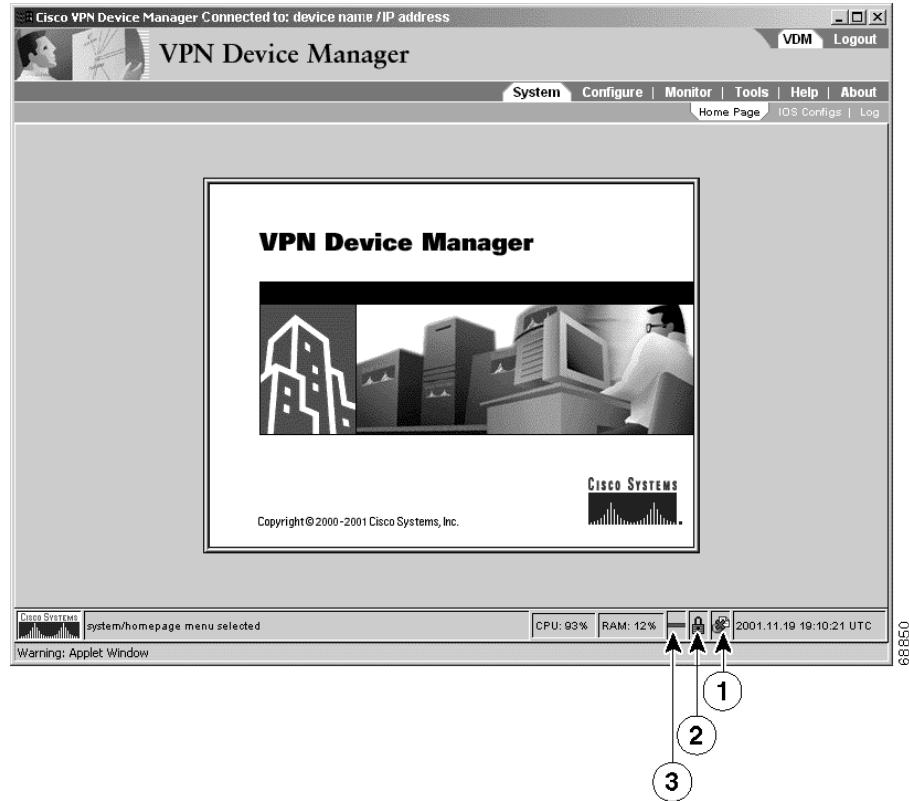 Cisco VPN Device Manager Connected to: device name / IP address
VPN Device Manager
VDM Logout
System Configure | Monitor | Tools | Help | About
Home Page IOS Configs | Log
VPN Device Manager
CISCO SYSTEMS
Copyright © 2000-2001 Cisco Systems, Inc.
CISCO SYSTEMS
system/homepage menu selected
CPU: 93% RAM: 12% 2001.11.19 19:10:21 UTC
Warning: Applet Window
68850
1
2
3